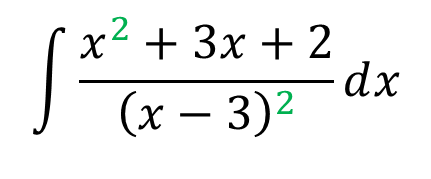 ∫ (x² + 3x + 2)/(x − 3)² dx